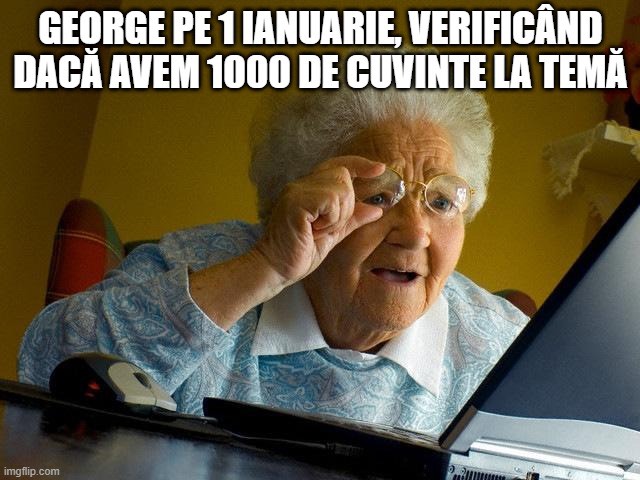 GEORGE PE 1 IANUARIE, VERIFICÂND
DACĂ AVEM 1000 DE CUVINTE LA TEMĂ
imgflip.com